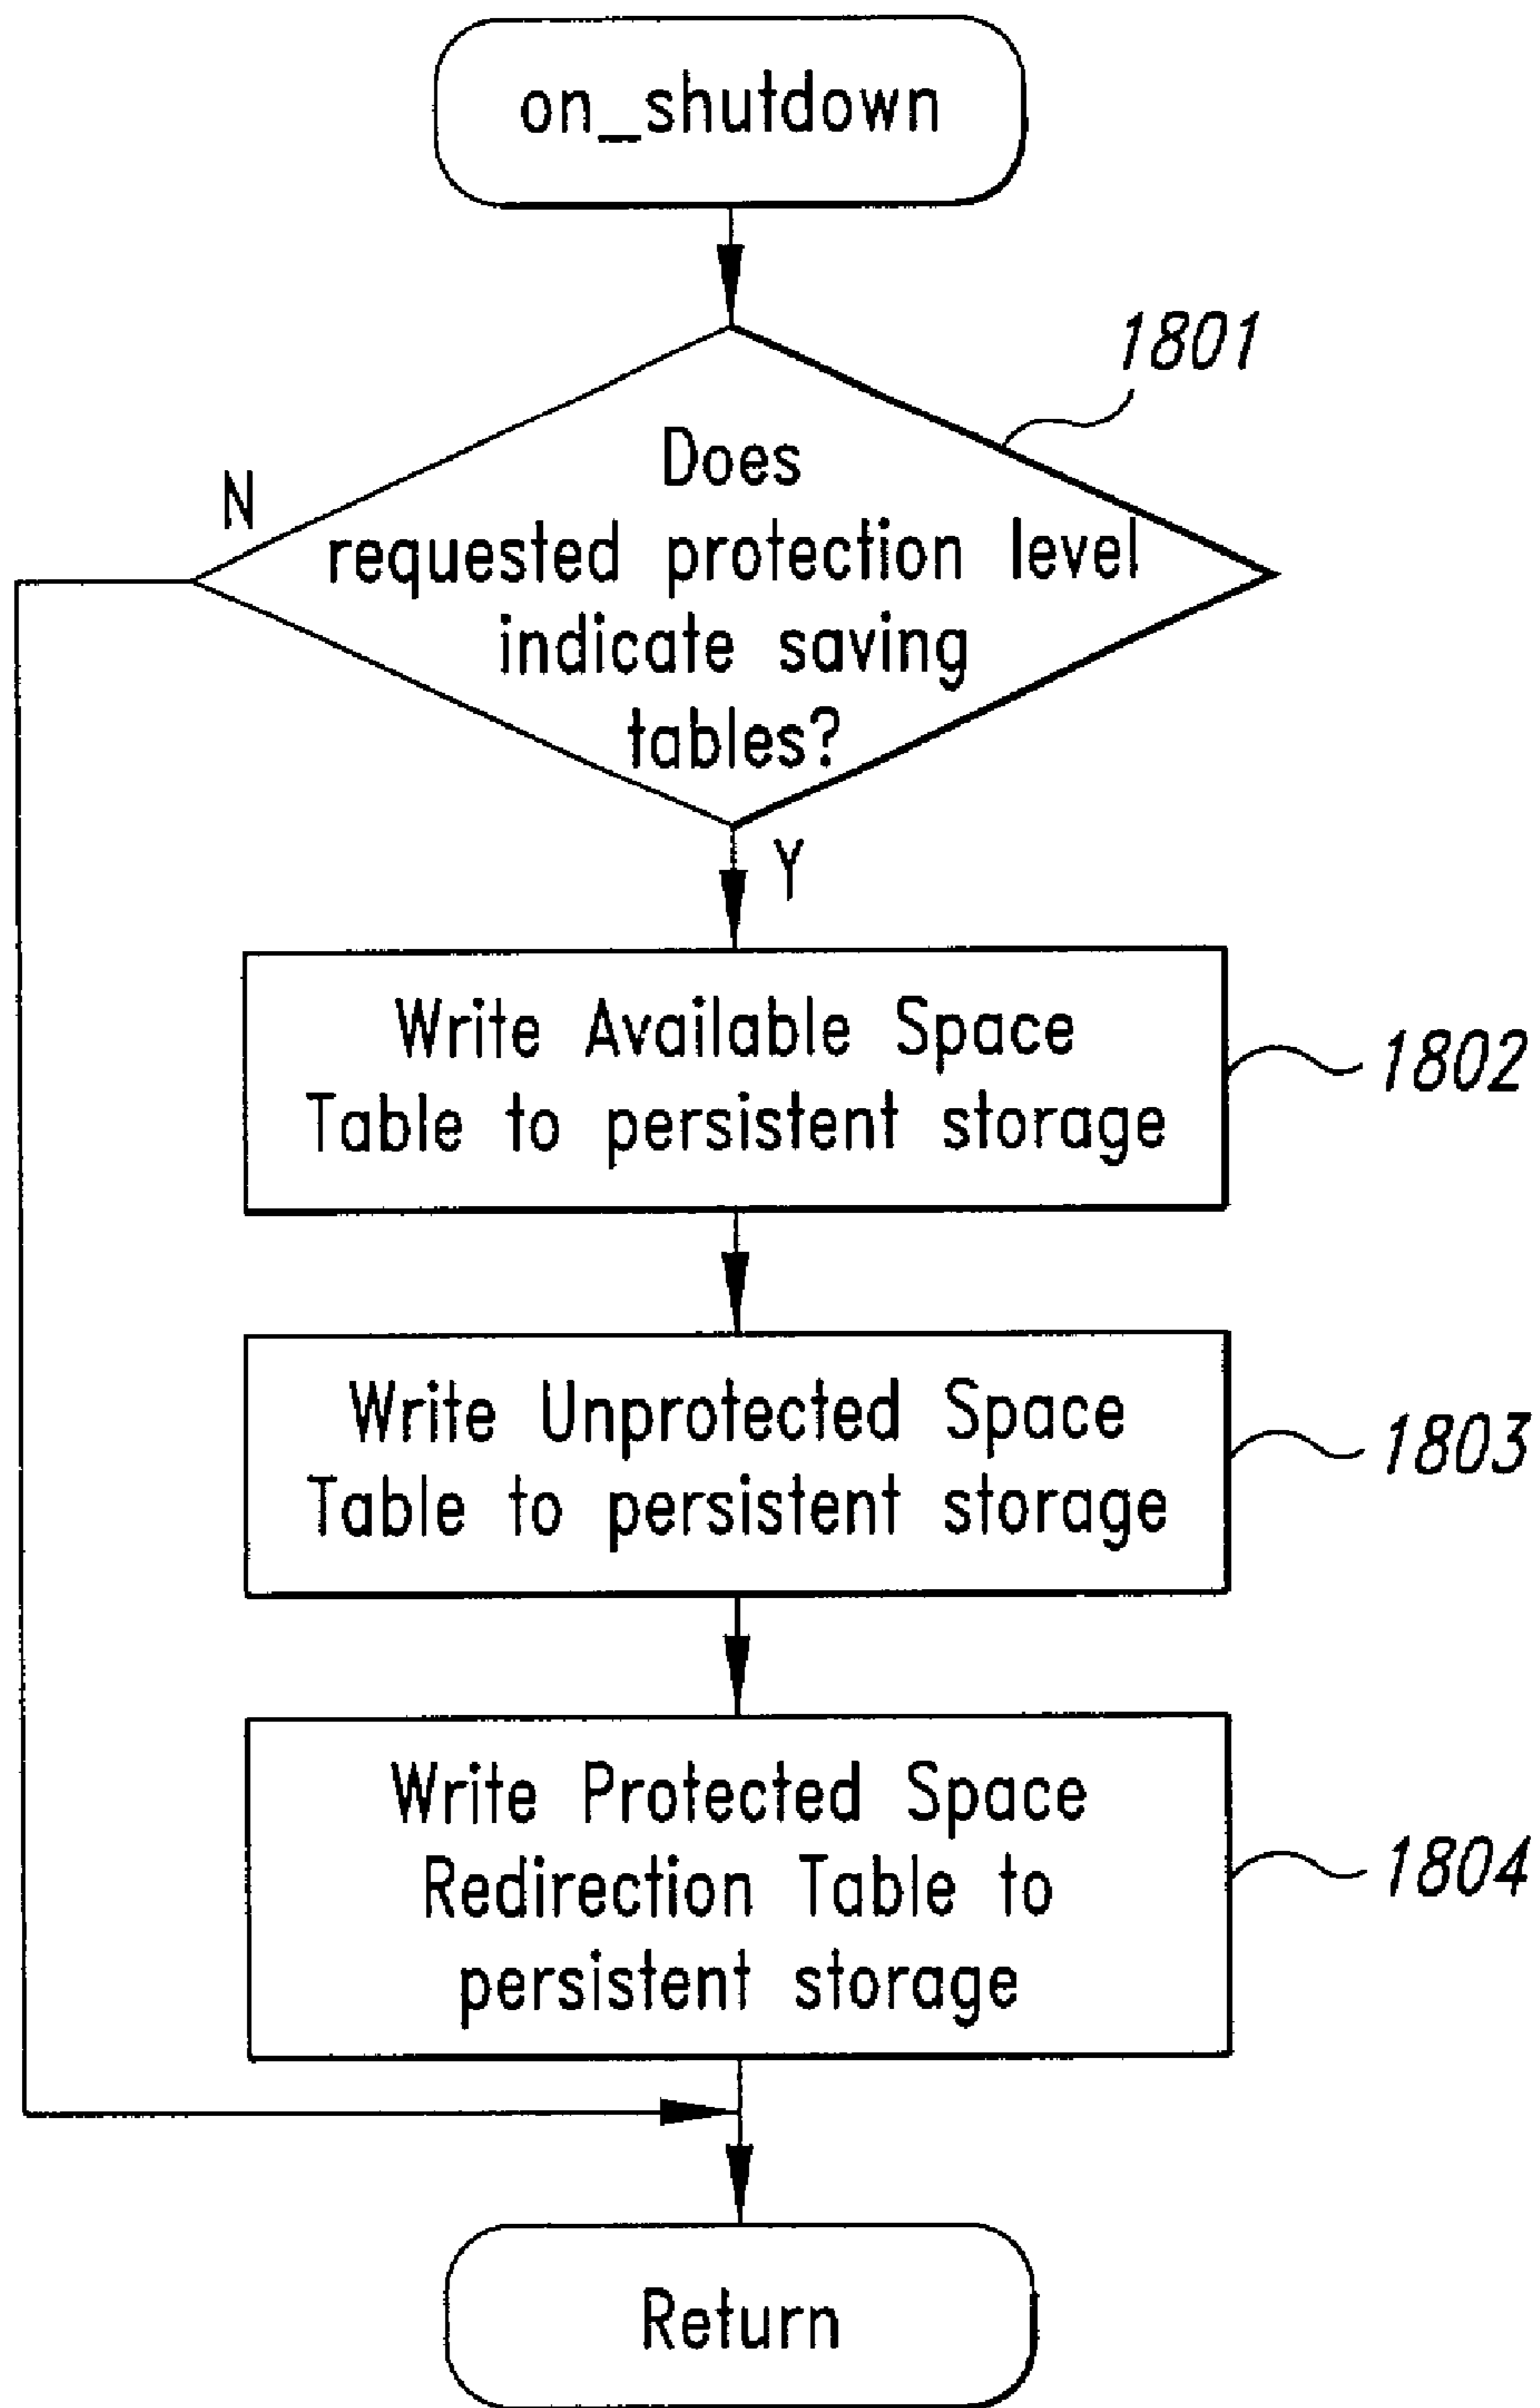 on_shutdown
1801
Does
requested protection level
indicate saving
tables?
N
Y
Write Available Space
Table to persistent storage
1802
Write Unprotected Space
Table to persistent storage
1803
Write Protected Space
Redirection Table to
persistent storage
1804
Return